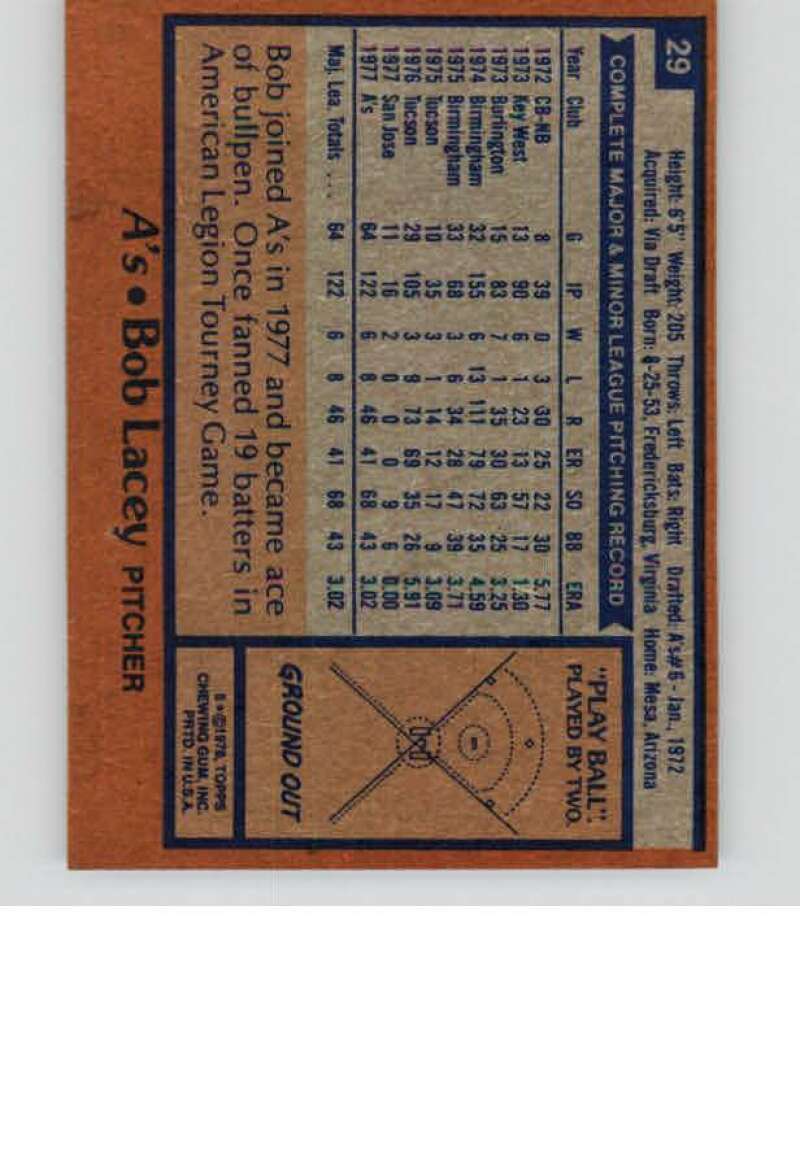 29
Height: 6'5" Weight: 205 Throws: Left Bats: Right Drafted: A's #6 - Jan., 1972
Acquired: Via Draft Born: 8-25-53, Fredericksburg, Virginia Home: Mesa, Arizona
COMPLETE MAJOR & MINOR LEAGUE PITCHING RECORD
Year Club G IP W L R ER SO BB ERA
1972 CB-NB 8 39 0 3 30 25 22 30 5.77
1973 Key West 13 90 6 1 23 13 57 17 1.30
1973 Burlington 15 83 7 1 35 30 63 25 3.25
1974 Birmingham 32 155 6 13 111 79 72 35 4.59
1975 Birmingham 33 68 3 6 34 28 47 39 3.71
1975 Tucson 10 35 3 1 14 12 17 9 3.09
1976 Tucson 29 105 3 9 73 69 35 26 5.91
1977 San Jose 11 16 2 0 0 0 9 6 0.00
1977 A's 64 122 6 8 46 41 68 43 3.02
Maj. Lea. Totals ... 64 122 6 8 46 41 68 43 3.02
Bob joined A's in 1977 and became ace
of bullpen. Once fanned 19 batters in
American Legion Tourney Game.
"PLAY BALL".
PLAYED BY TWO.
GROUND OUT
©1978, TOPPS
CHEWING GUM, INC.
PRTD. IN U.S.A.
A's • Bob Lacey PITCHER